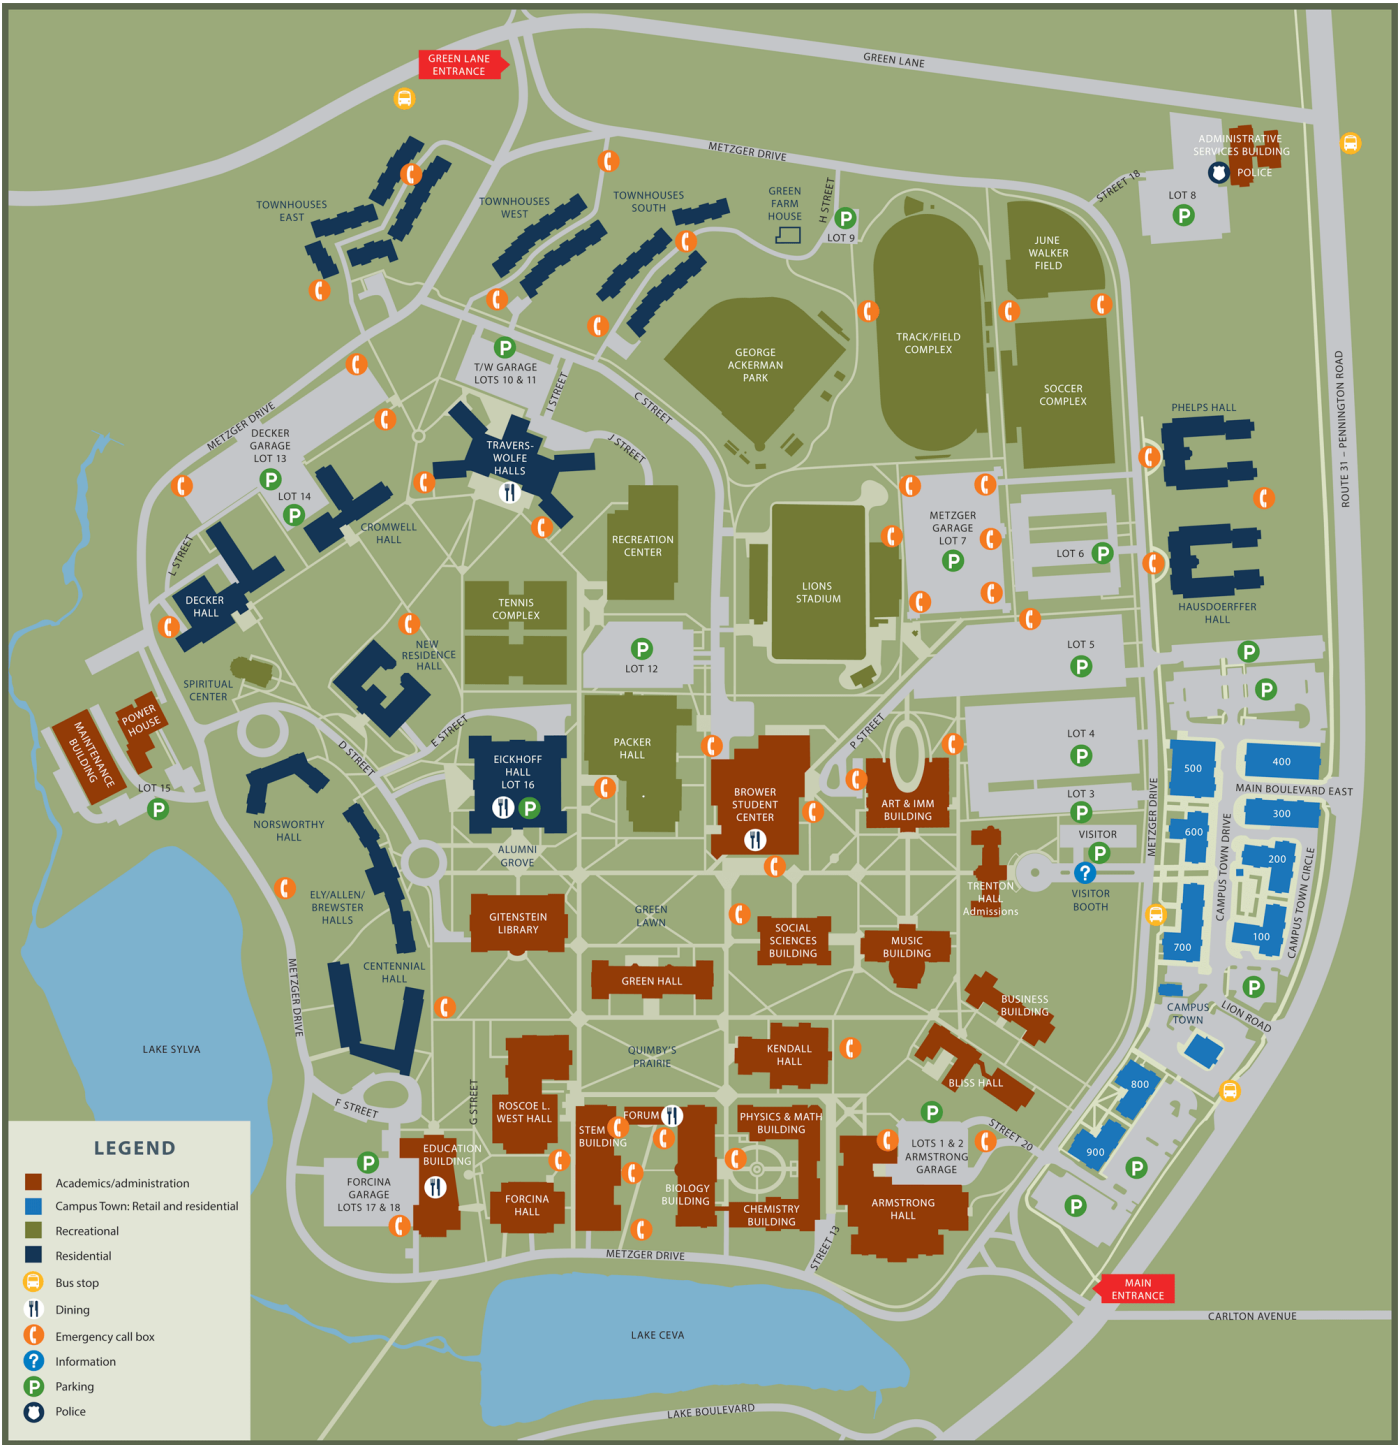 GREEN LANE
ENTRANCE
GREEN LANE
ADMINISTRATIVE
SERVICES BUILDING
POLICE
METZGER DRIVE
STREET 18
LOT 8
P
TOWNHOUSES
EAST
TOWNHOUSES
WEST
TOWNHOUSES
SOUTH
GREEN
FARM
HOUSE
H STREET
P
LOT 9
JUNE
WALKER
FIELD
TRACK/FIELD
COMPLEX
GEORGE
ACKERMAN
PARK
SOCCER
COMPLEX
P
T/W GARAGE
LOTS 10 & 11
I STREET
C STREET
J STREET
ROUTE 31 – PENNINGTON ROAD
METZGER DRIVE
DECKER
GARAGE
LOT 13
P
LOT 14
P
TRAVERS-
WOLFE
HALLS
CROMWELL
HALL
PHELPS HALL
L STREET
DECKER
HALL
RECREATION
CENTER
LIONS
STADIUM
METZGER
GARAGE
LOT 7
P
LOT 6
P
HAUSDOERFFER
HALL
TENNIS
COMPLEX
NEW
RESIDENCE
HALL
SPIRITUAL
CENTER
P
LOT 12
LOT 5
P
P
P
POWER
HOUSE
MAINTENANCE
BUILDING
LOT 15
P
D STREET
E STREET
EICKHOFF
HALL
LOT 16
P
PACKER
HALL
P STREET
LOT 4
P
LOT 3
P
BROWER
STUDENT
CENTER
ART & IMM
BUILDING
METZGER DRIVE
500
400
MAIN BOULEVARD EAST
300
600
200
CAMPUS TOWN DRIVE
CAMPUS TOWN CIRCLE
700
100
NORSWORTHY
HALL
ALUMNI
GROVE
VISITOR
P
?
VISITOR
BOOTH
TRENTON
HALL
Admissions
ELY/ALLEN/
BREWSTER
HALLS
GITENSTEIN
LIBRARY
GREEN
LAWN
SOCIAL
SCIENCES
BUILDING
MUSIC
BUILDING
CENTENNIAL
HALL
GREEN HALL
METZGER DRIVE
BUSINESS
BUILDING
P
CAMPUS
TOWN
LION ROAD
LAKE SYLVA
QUIMBY'S
PRAIRIE
KENDALL
HALL
BLISS HALL
800
900
P
P
F STREET
G STREET
ROSCOE L.
WEST HALL
STEM
BUILDING
FORUM
PHYSICS & MATH
BUILDING
P
LOTS 1 & 2
ARMSTRONG
GARAGE
STREET 20
EDUCATION
BUILDING
P
FORCINA
GARAGE
LOTS 17 & 18
FORCINA
HALL
BIOLOGY
BUILDING
CHEMISTRY
BUILDING
ARMSTRONG
HALL
STREET 13
METZGER DRIVE
MAIN
ENTRANCE
CARLTON AVENUE
LAKE CEVA
LAKE BOULEVARD
LEGEND
Academics/administration
Campus Town: Retail and residential
Recreational
Residential
Bus stop
Dining
Emergency call box
? Information
P Parking
Police